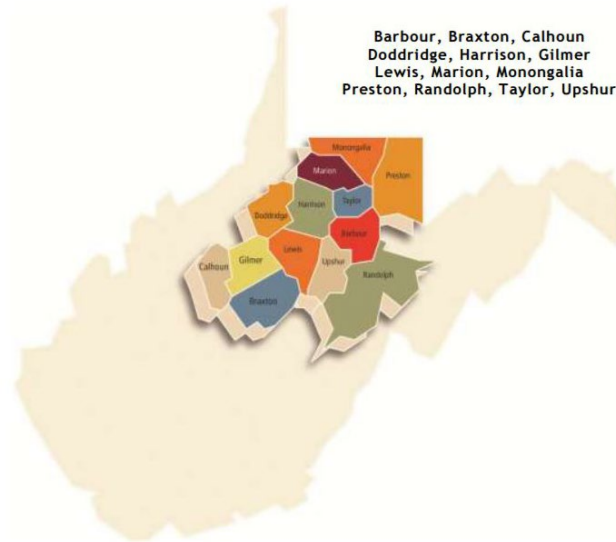 Barbour, Braxton, Calhoun
Doddridge, Harrison, Gilmer
Lewis, Marion, Monongalia
Preston, Randolph, Taylor, Upshur
Monongalia
Marion
Preston
Taylor
Harrison
Doddridge
Barbour
Lewis
Upshur
Gilmer
Calhoun
Randolph
Braxton